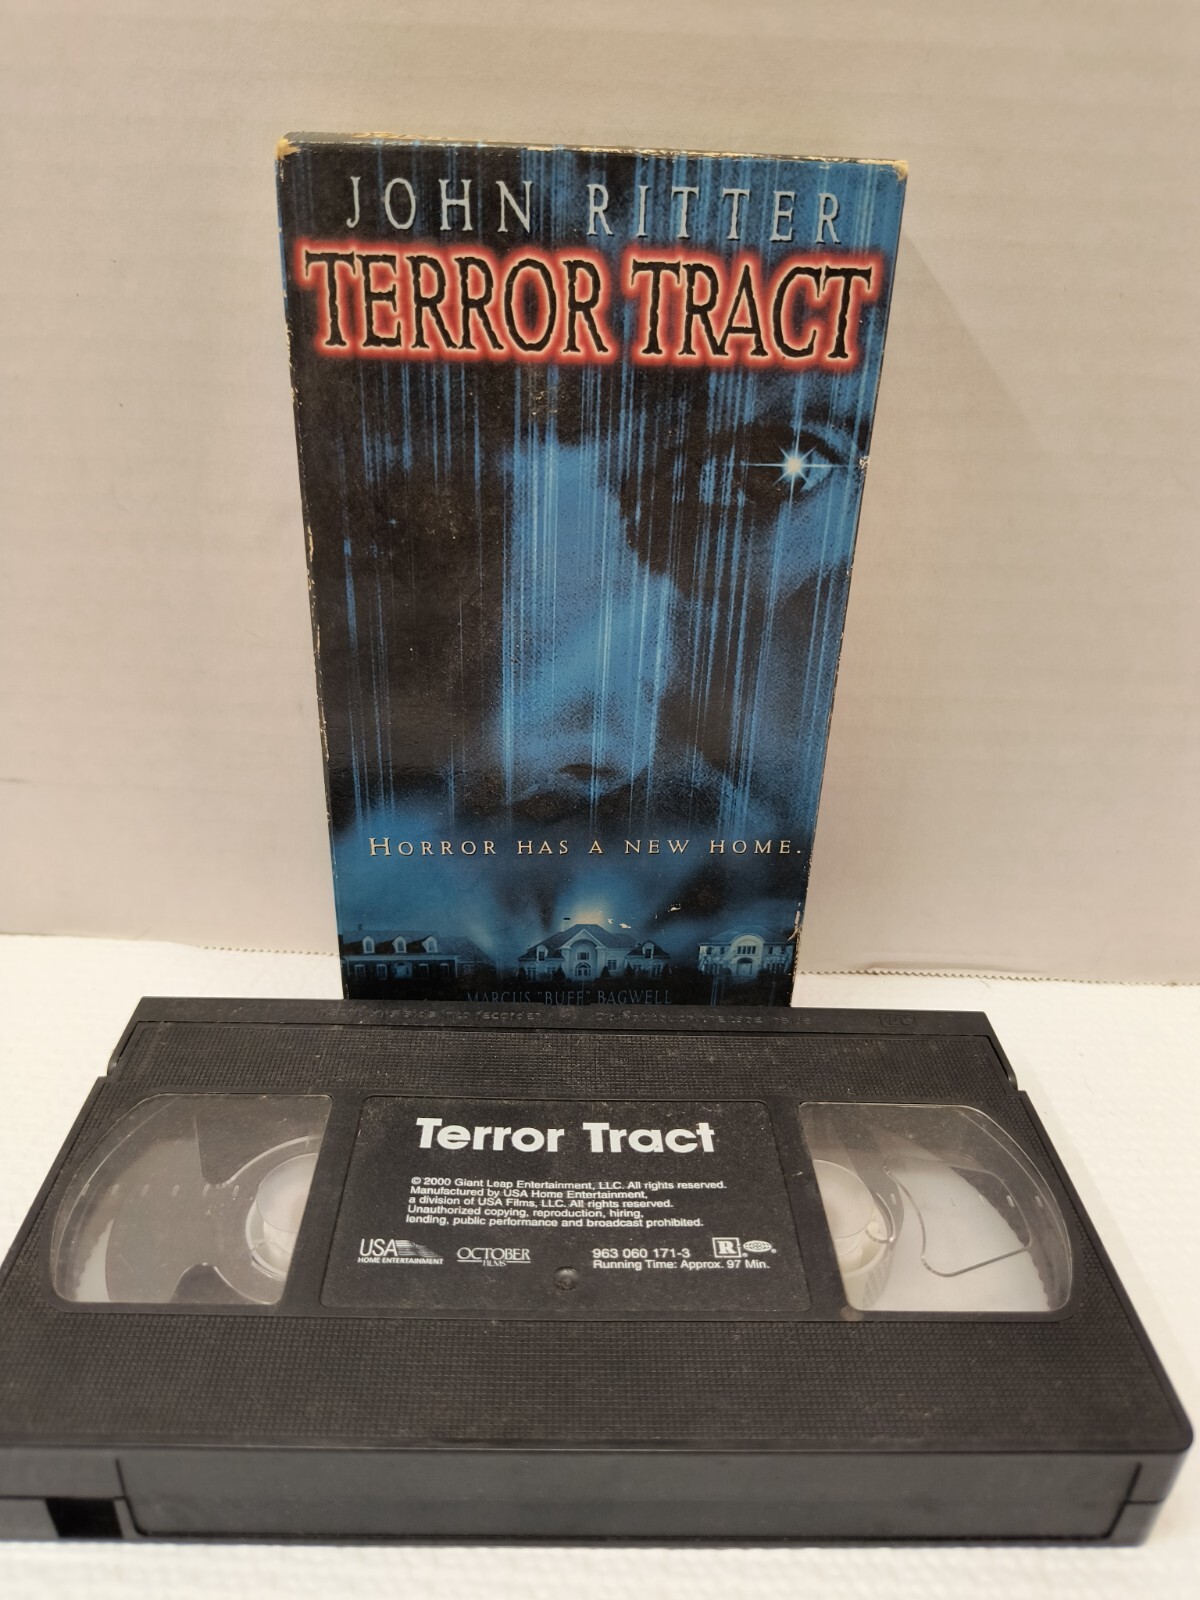 JOHN RITTER
TERROR TRACT
HORROR HAS A NEW HOME.
MARCUS "BUFF" BAGWELL
Terror Tract
© 2000 Giant Leap Entertainment, LLC. All rights reserved.
Manufactured by USA Home Entertainment,
a division of USA Films, LLC. All rights reserved.
Unauthorized copying, reproduction, hiring,
lending, public performance and broadcast prohibited.
USA
HOME ENTERTAINMENT
OCTOBER
FILMS
963 060 171-3
R
Running Time: Approx. 97 Min.